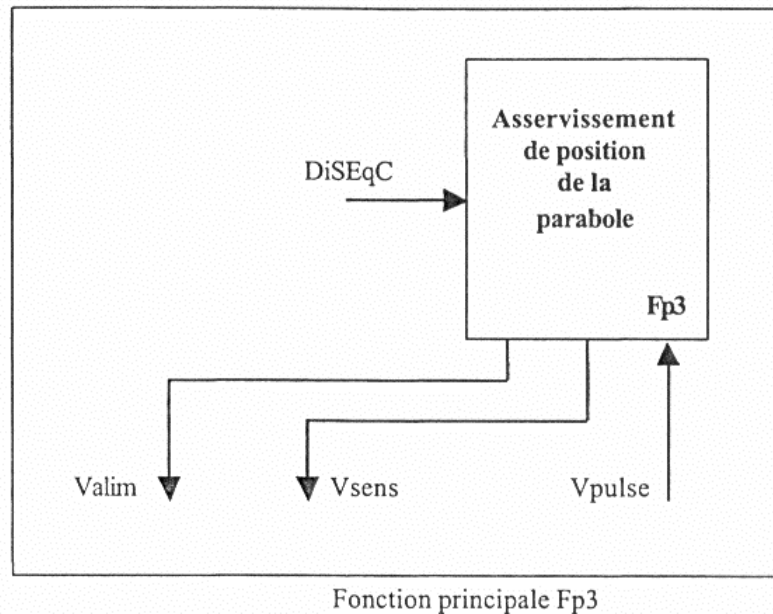 Asservissement
de position
de la
parabole
DiSEqC
Fp3
Valim
Vsens
Vpulse
Fonction principale Fp3